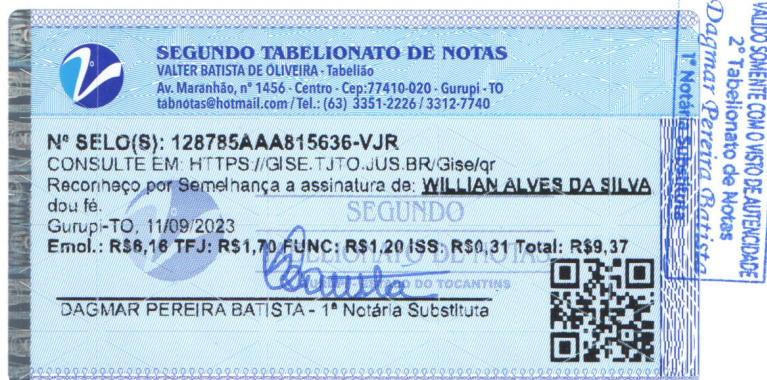 SEGUNDO TABELIONATO DE NOTAS
VALTER BATISTA DE OLIVEIRA - Tabelião
Av. Maranhão, nº 1456 - Centro - Cep:77410-020 - Gurupi - TO
tabnotas@hotmail.com / Tel.: (63) 3351-2226 / 3312-7740
Nº SELO(S): 128785AAA815636-VJR
CONSULTE EM: HTTPS://GISE.TJTO.JUS.BR/Gise/qr
Reconheço por Semelhança a assinatura de: WILLIAN ALVES DA SILVA
dou fé.
Gurupi-TO, 11/09/2023
Emol.: R$6,16 TFJ: R$1,70 FUNC: R$1,20 ISS: R$0,31 Total: R$9,37
SEGUNDO
TABELIONATO DE NOTAS
DO TOCANTINS
DAGMAR PEREIRA BATISTA - 1ª Notária Substituta
VALIDO SOMENTE COM O VISTO DE AUTENCIDADE
2º Tabelionato de Notas
Dagmar Pereira Batista
1ª Notária Substituta